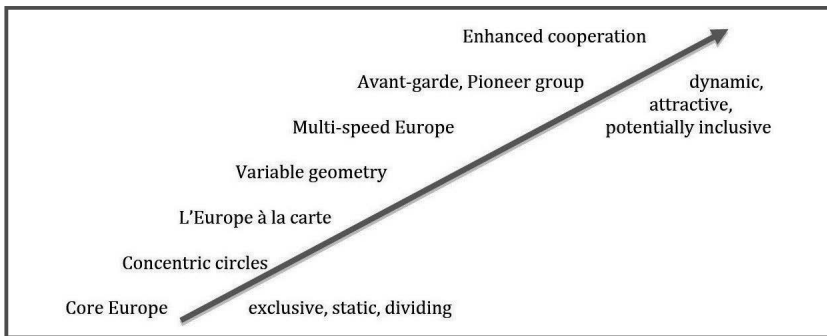 Enhanced cooperation
Avant-garde, Pioneer group
dynamic,
attractive,
potentially inclusive
Multi-speed Europe
Variable geometry
L’Europe à la carte
Concentric circles
Core Europe
exclusive, static, dividing